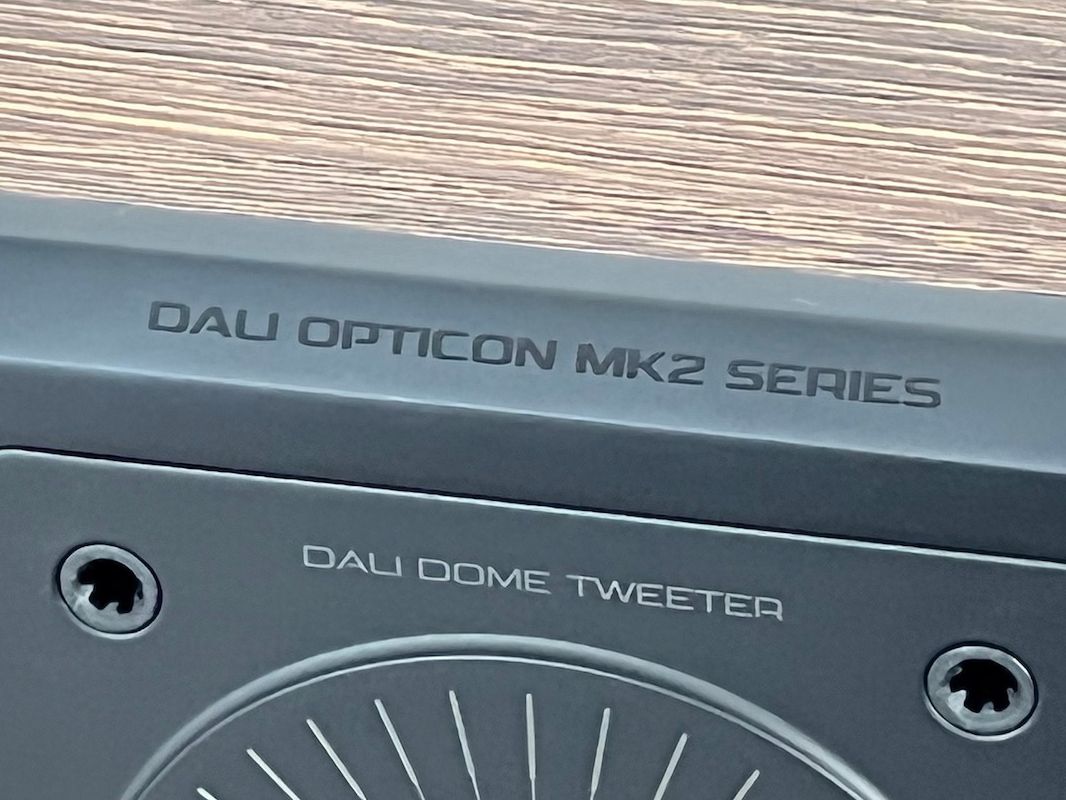 DALI OPTICON MK2 SERIES
DALI DOME TWEETER